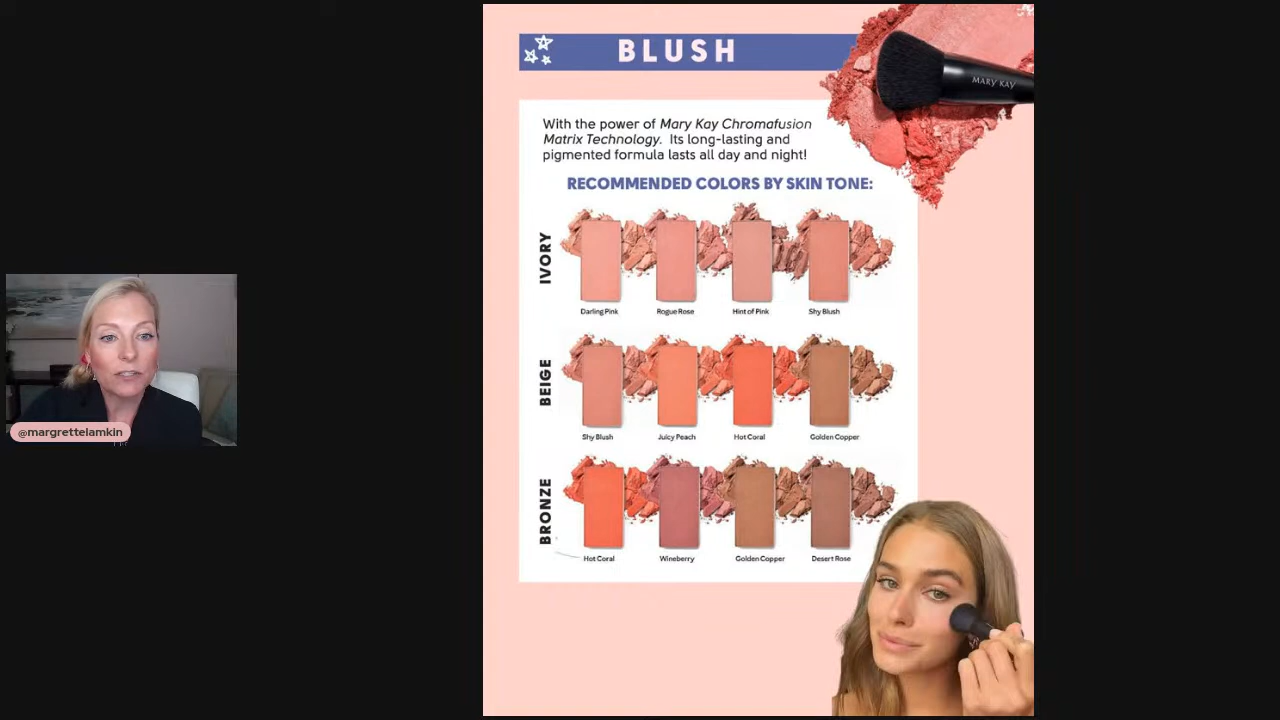 BLUSH
MARY KAY
With the power of Mary Kay Chromafusion
Matrix Technology. Its long-lasting and
pigmented formula lasts all day and night!
RECOMMENDED COLORS BY SKIN TONE:
IVORY
Darling Pink
Rogue Rose
Hint of Pink
Shy Blush
BEIGE
Shy Blush
Juicy Peach
Hot Coral
Golden Copper
BRONZE
Hot Coral
Wineberry
Golden Copper
Desert Rose
@margrettelamkin